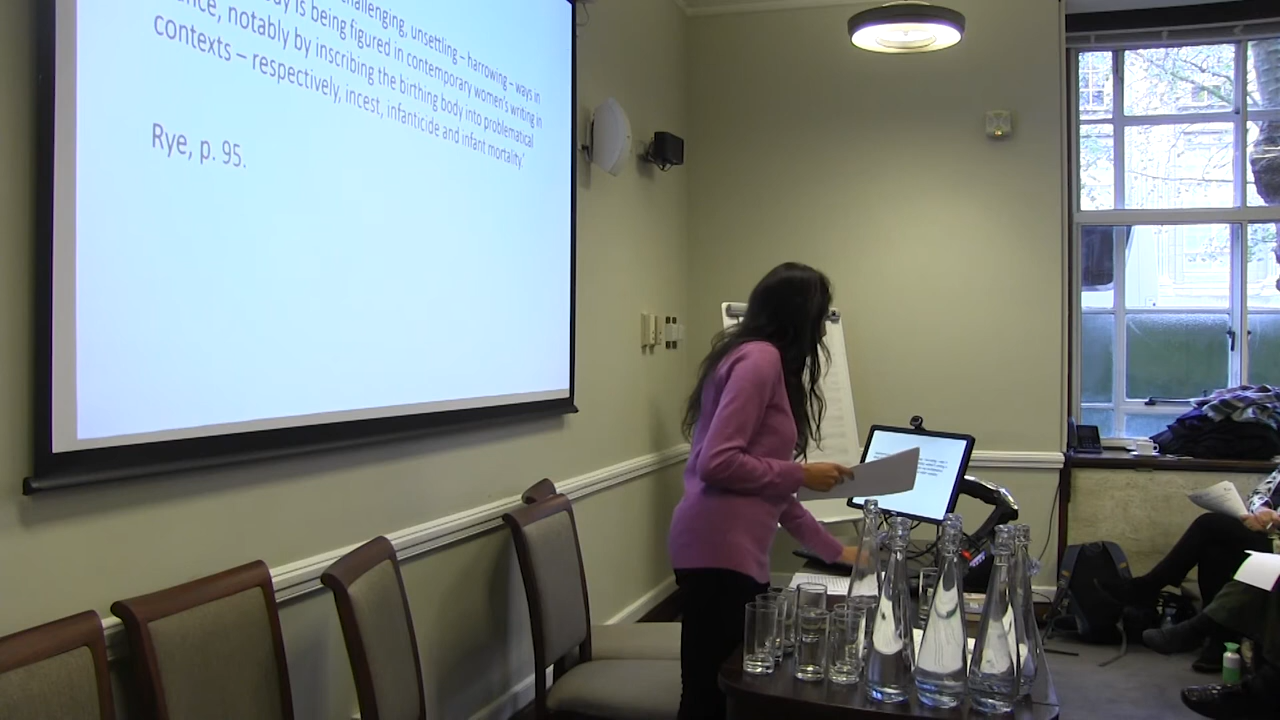 challenging, unsettling – harrowing – ways in
is being figured in contemporary women's writing in
notably by inscribing the birthing body into problematical
contexts – respectively, incest, infanticide and infant mortality'
Rye, p. 95.